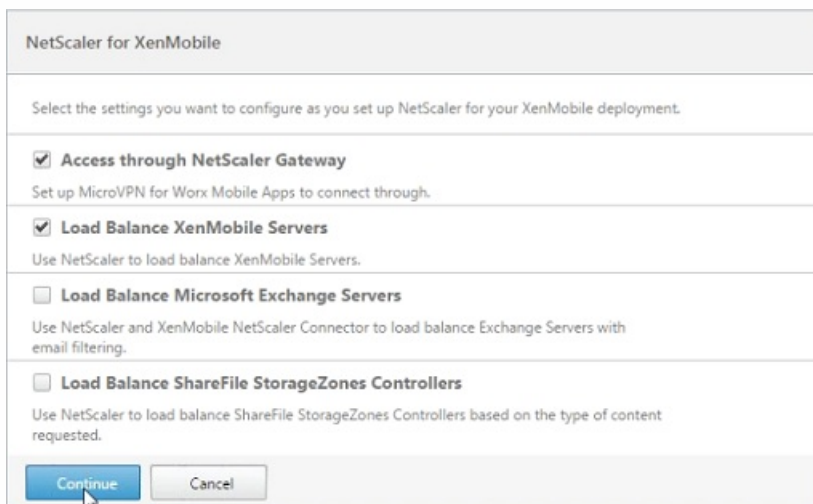 NetScaler for XenMobile
Select the settings you want to configure as you set up NetScaler for your XenMobile deployment.
Access through NetScaler Gateway
Set up MicroVPN for Worx Mobile Apps to connect through.
Load Balance XenMobile Servers
Use NetScaler to load balance XenMobile Servers.
Load Balance Microsoft Exchange Servers
Use NetScaler and XenMobile NetScaler Connector to load balance Exchange Servers with
email filtering.
Load Balance ShareFile StorageZones Controllers
Use NetScaler to load balance ShareFile StorageZones Controllers based on the type of content
requested.
Continue Cancel